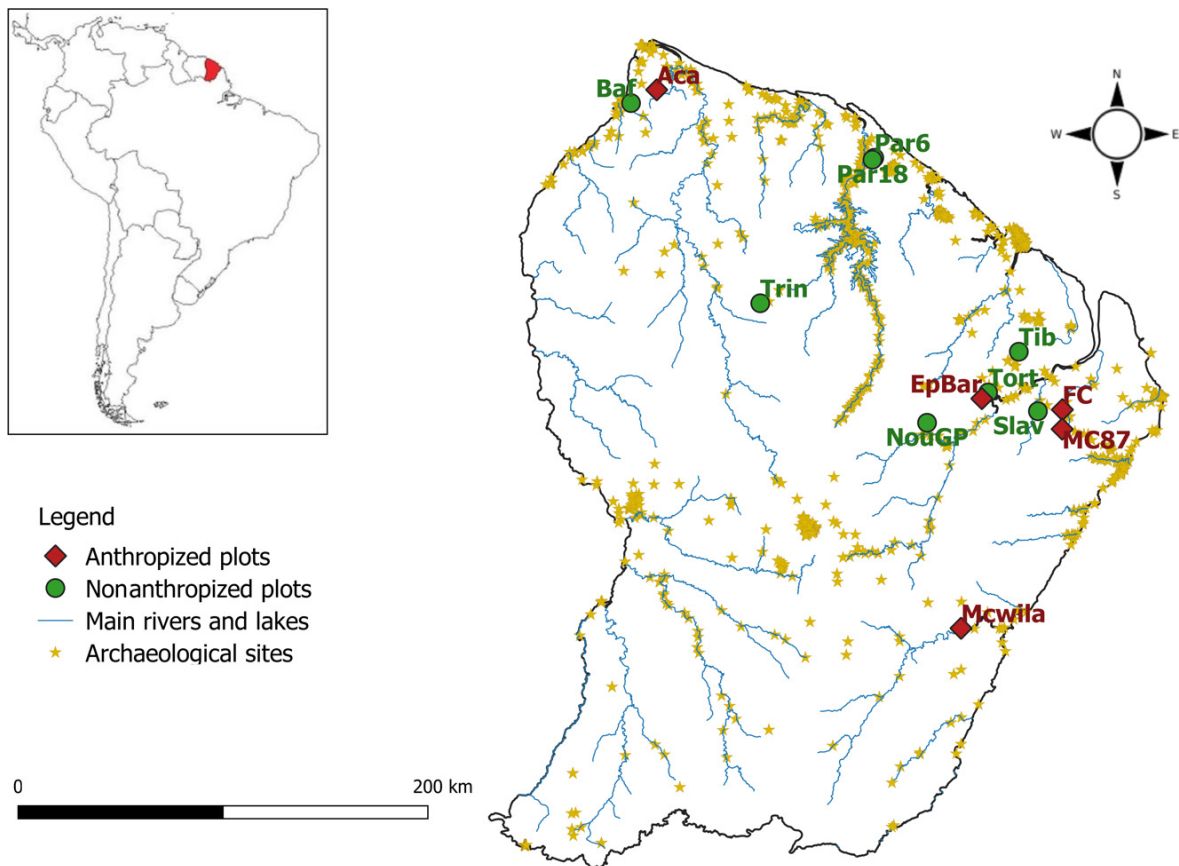 N
W
E
S
Aca
Baf
Par6
Par18
Trin
Tib
EpBar
Tort
FC
Slav
NouGP
MC87
Mcwila
Legend
Anthropized plots
Nonanthropized plots
Main rivers and lakes
Archaeological sites
0
200 km